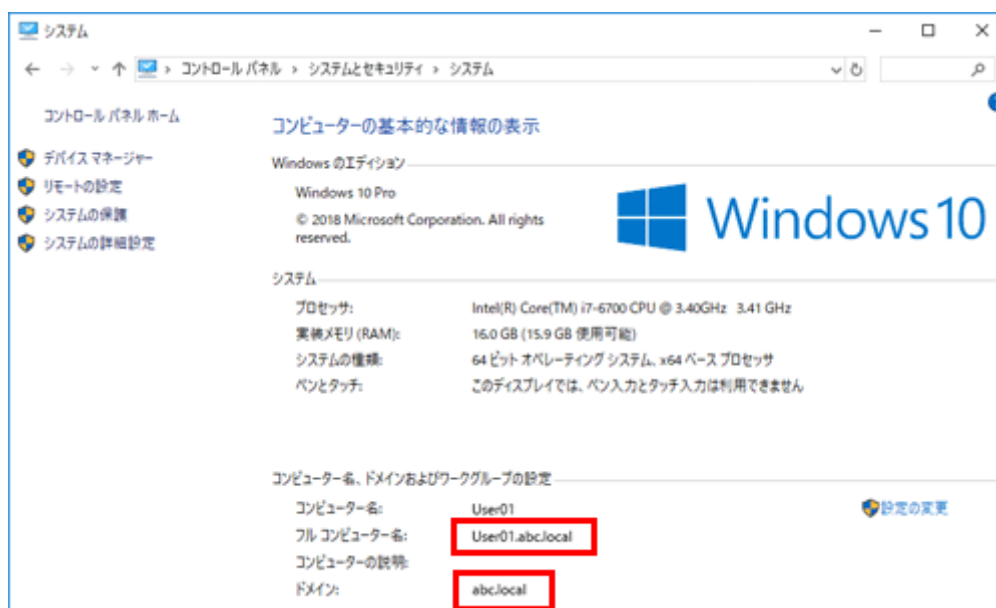 システム
コントロール パネル › システムとセキュリティ › システム
コントロール パネル ホーム
デバイス マネージャー
リモートの設定
システムの保護
システムの詳細設定
コンピューターの基本的な情報の表示
Windows のエディション
Windows 10 Pro
© 2018 Microsoft Corporation. All rights
reserved.
Windows 10
システム
プロセッサ: Intel(R) Core(TM) i7-6700 CPU @ 3.40GHz 3.41 GHz
実装メモリ (RAM): 16.0 GB (15.9 GB 使用可能)
システムの種類: 64 ビット オペレーティング システム、x64 ベース プロセッサ
ペンとタッチ: このディスプレイでは、ペン入力とタッチ入力は利用できません
コンピューター名、ドメインおよびワークグループの設定
コンピューター名: User01
設定の変更
フル コンピューター名: User01.abc.local
コンピューターの説明:
ドメイン: abc.local